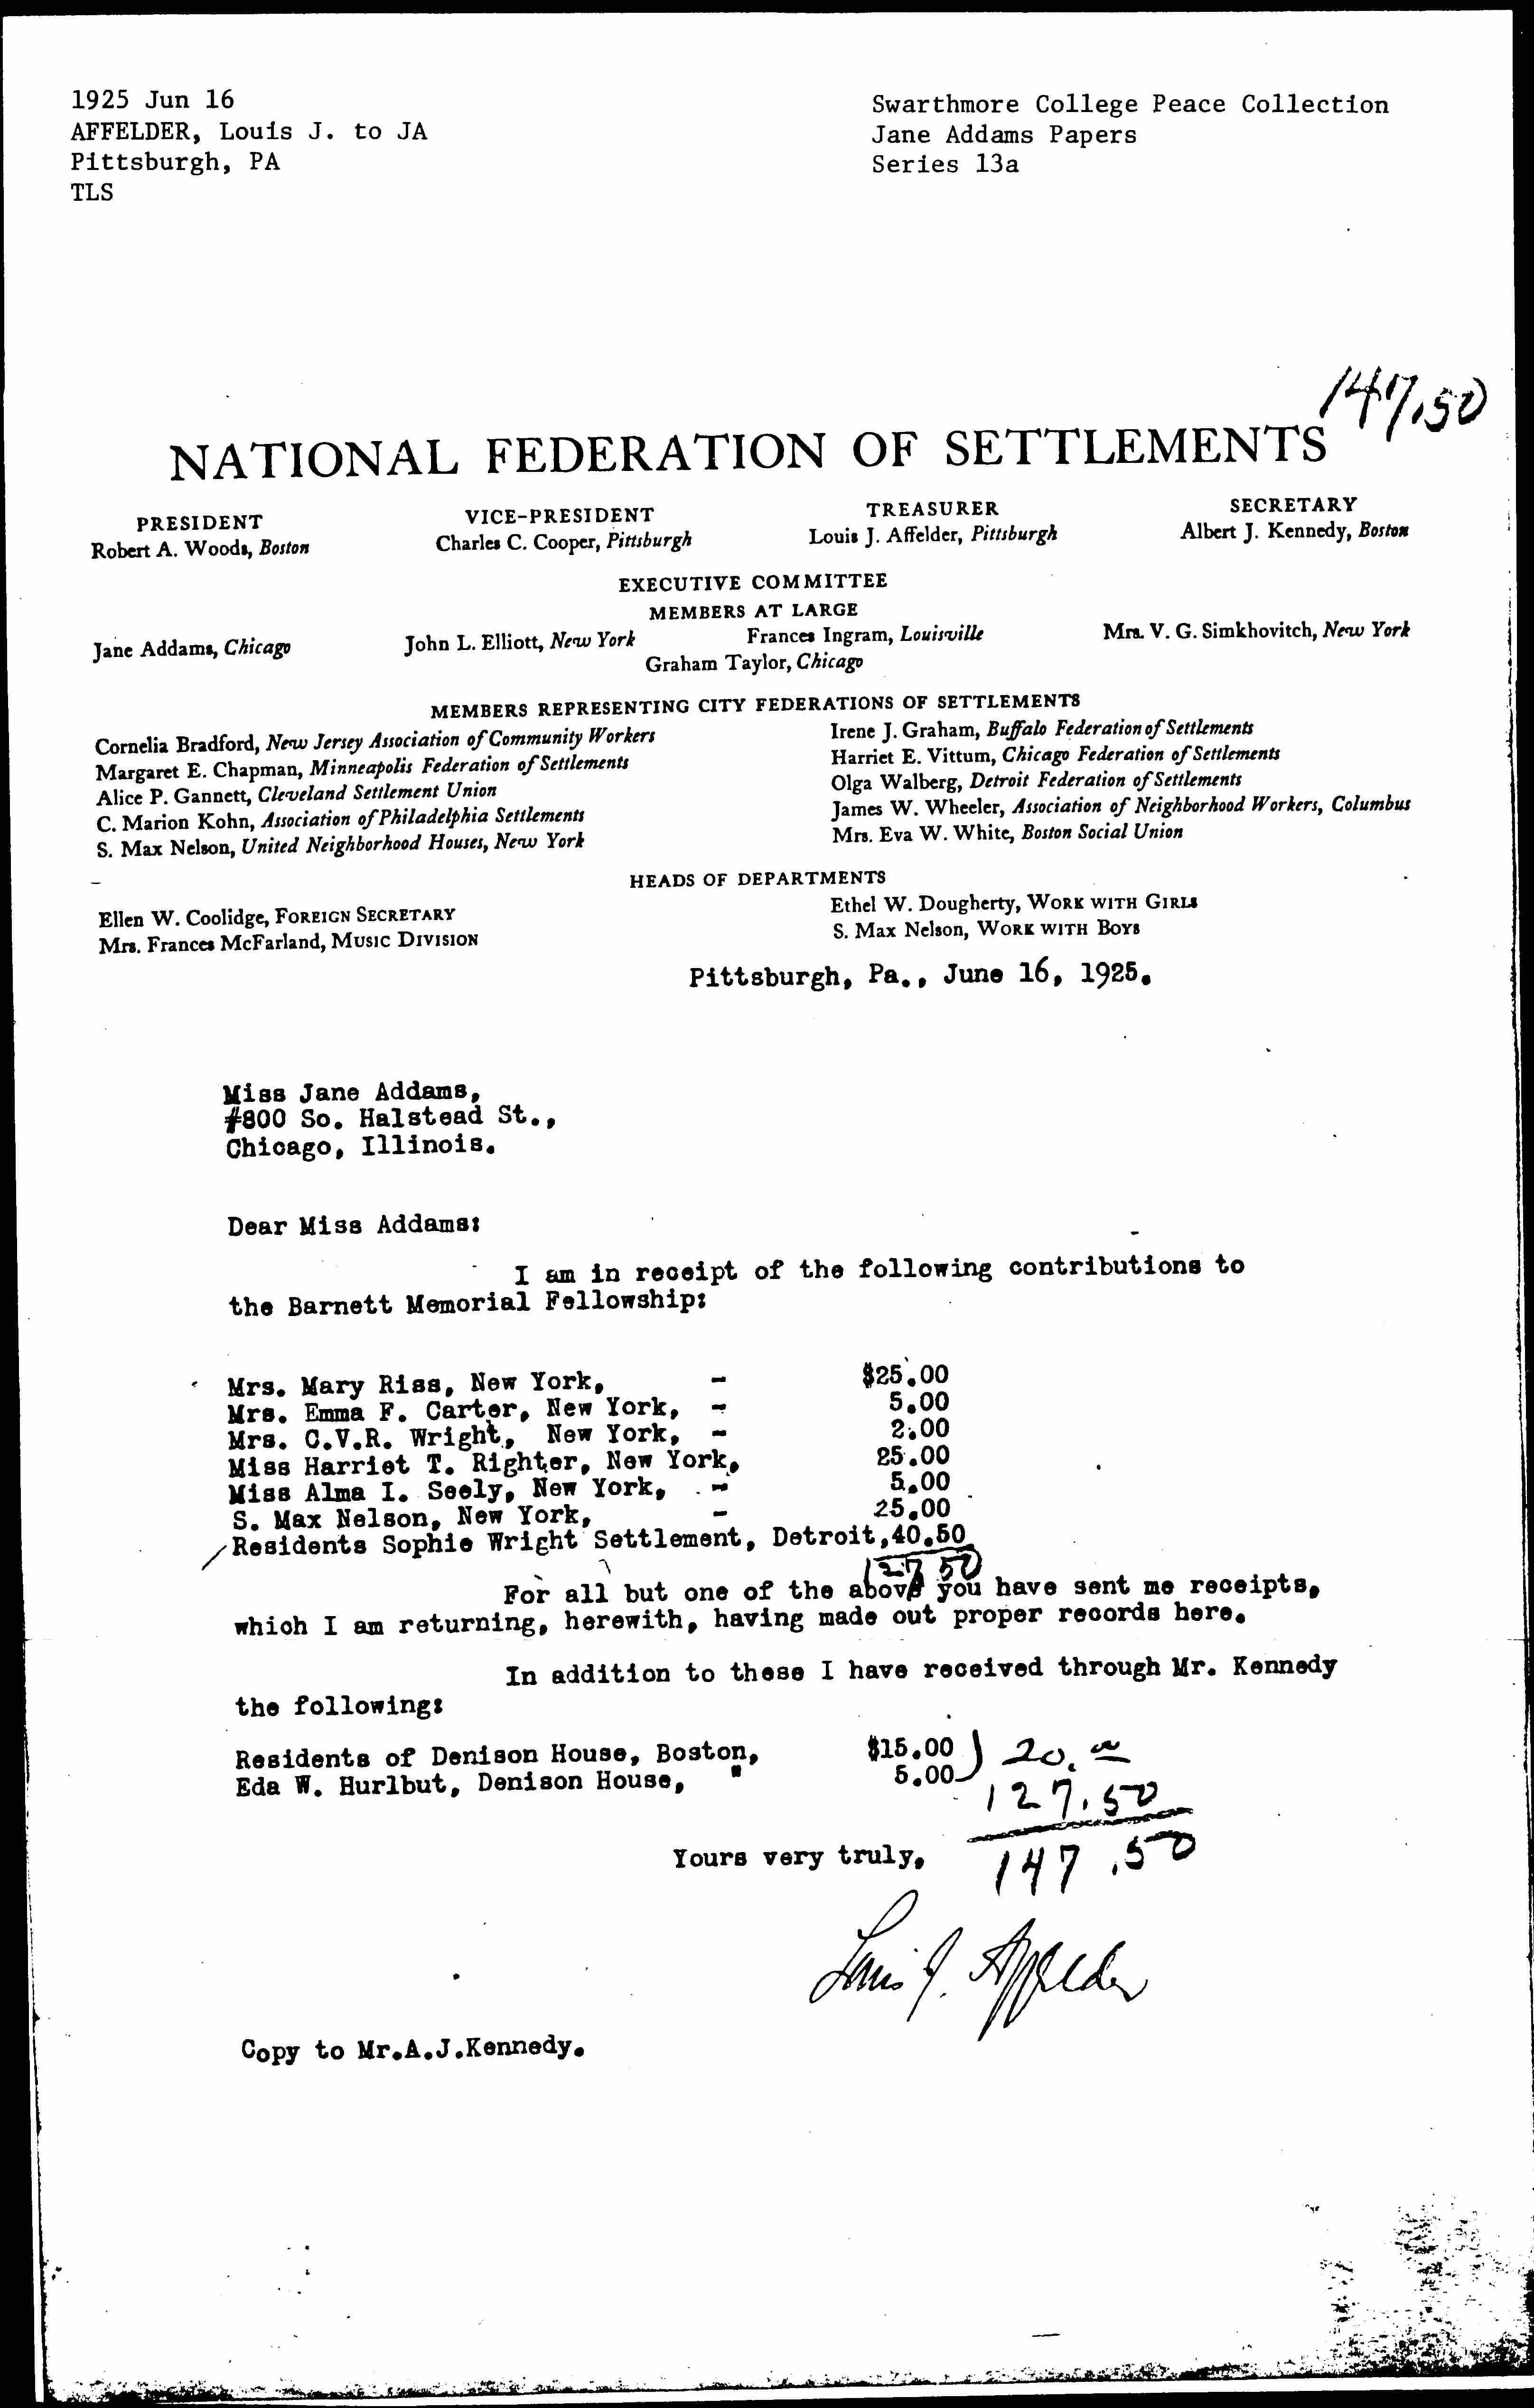 1925 Jun 16
AFFELDER, Louis J. to JA
Pittsburgh, PA
TLS
Swarthmore College Peace Collection
Jane Addams Papers
Series 13a
147.50
NATIONAL FEDERATION OF SETTLEMENTS
PRESIDENT
Robert A. Woods, Boston
VICE-PRESIDENT
Charles C. Cooper, Pittsburgh
TREASURER
Louis J. Affelder, Pittsburgh
SECRETARY
Albert J. Kennedy, Boston
EXECUTIVE COMMITTEE
MEMBERS AT LARGE
Jane Addams, Chicago John L. Elliott, New York Frances Ingram, Louisville Mrs. V. G. Simkhovitch, New York
Graham Taylor, Chicago
MEMBERS REPRESENTING CITY FEDERATIONS OF SETTLEMENTS
Cornelia Bradford, New Jersey Association of Community Workers
Margaret E. Chapman, Minneapolis Federation of Settlements
Alice P. Gannett, Cleveland Settlement Union
C. Marion Kohn, Association of Philadelphia Settlements
S. Max Nelson, United Neighborhood Houses, New York
Irene J. Graham, Buffalo Federation of Settlements
Harriet E. Vittum, Chicago Federation of Settlements
Olga Walberg, Detroit Federation of Settlements
James W. Wheeler, Association of Neighborhood Workers, Columbus
Mrs. Eva W. White, Boston Social Union
HEADS OF DEPARTMENTS
Ellen W. Coolidge, FOREIGN SECRETARY
Mrs. Frances McFarland, MUSIC DIVISION
Ethel W. Dougherty, WORK WITH GIRLS
S. Max Nelson, WORK WITH BOYS
Pittsburgh, Pa., June 16, 1925.
Miss Jane Addams,
#800 So. Halstead St.,
Chicago, Illinois.
Dear Miss Addams:
I am in receipt of the following contributions to
the Barnett Memorial Fellowship:
Mrs. Mary Riss, New York, - $25.00
Mrs. Emma F. Carter, New York, - 5.00
Mrs. C.V.R. Wright, New York, - 2.00
Miss Harriet T. Righter, New York, 25.00
Miss Alma I. Seely, New York, - 5.00
S. Max Nelson, New York, - 25.00
Residents Sophie Wright Settlement, Detroit,40.50
127 50
For all but one of the above you have sent me receipts,
which I am returning, herewith, having made out proper records here.
In addition to these I have received through Mr. Kennedy
the following:
Residents of Denison House, Boston, $15.00 ) 20.00
Eda W. Hurlbut, Denison House, " 5.00
127.50
147.50
Yours very truly,
Louis J. Affelder
Copy to Mr.A.J.Kennedy.